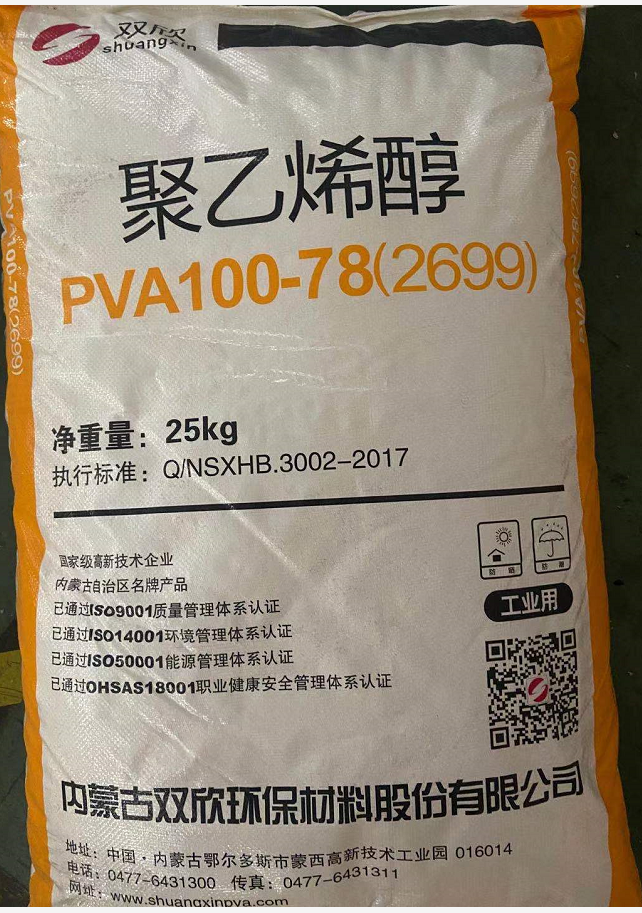 双欣
shuangxin
聚乙烯醇
PVA100-78(2699)
PVA100-78(2699)
净重量：25kg
执行标准：Q/NSXHB.3002-2017
国家级高新技术企业
内蒙古自治区名牌产品
已通过ISO9001质量管理体系认证
已通过ISO14001环境管理体系认证
已通过ISO50001能源管理体系认证
已通过OHSAS18001职业健康安全管理体系认证
防晒
工业用
内蒙古双欣环保材料股份有限公司
地址：中国·内蒙古鄂尔多斯市蒙西高新技术工业园 016014
电话：0477-6431300 传真：0477-6431311
网址：www.shuangxinpva.com